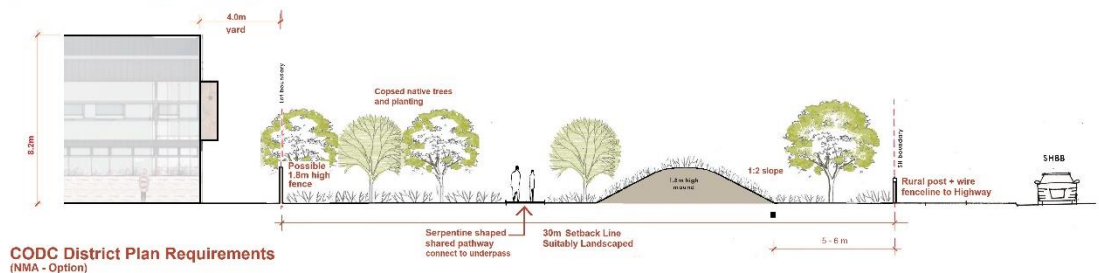 4.0m
yard
Lot boundary
8.2m
Copsed native trees
and planting
Possible
1.8m high
fence
1.8m high
mound
1:2 slope
SH boundary
SH8B
Rural post + wire
fenceline to Highway
Serpentine shaped
shared pathway
connect to underpass
30m Setback Line
Suitably Landscaped
5 - 6 m
CODC District Plan Requirements
(NMA - Option)